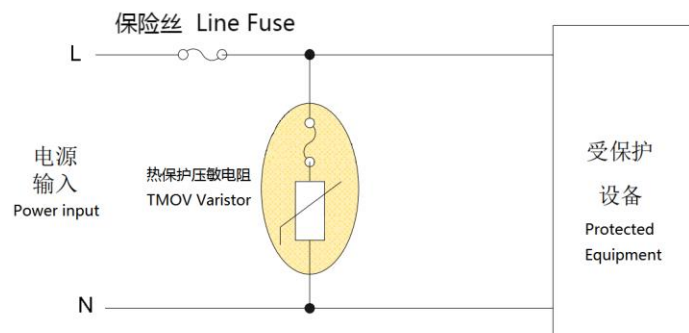 保险丝 Line Fuse
L
电源
输入
Power input
热保护压敏电阻
TMOV Varistor
受保护
设备
Protected
Equipment
N